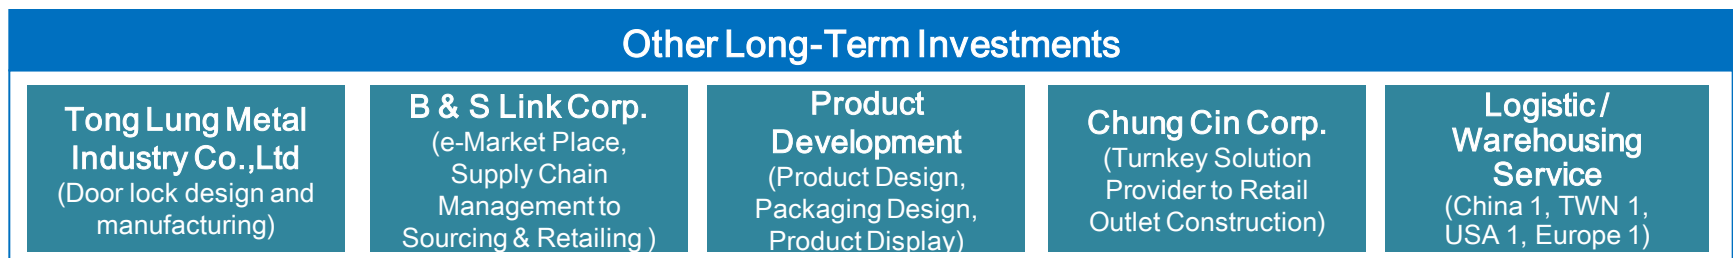 Other Long-Term Investments
Tong Lung Metal
Industry Co.,Ltd
(Door lock design and
manufacturing)
B & S Link Corp.
(e-Market Place,
Supply Chain
Management to
Sourcing & Retailing )
Product
Development
(Product Design,
Packaging Design,
Product Display)
Chung Cin Corp.
(Turnkey Solution
Provider to Retail
Outlet Construction)
Logistic /
Warehousing
Service
(China 1, TWN 1,
USA 1, Europe 1)